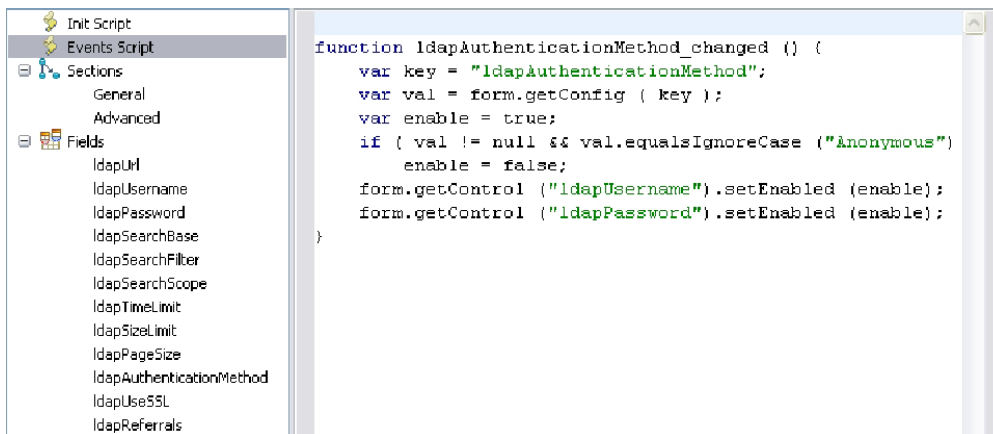 Init Script
Events Script
Sections
General
Advanced
Fields
ldapUrl
ldapUsername
ldapPassword
ldapSearchBase
ldapSearchFilter
ldapSearchScope
ldapTimeLimit
ldapSizeLimit
ldapPageSize
ldapAuthenticationMethod
ldapUseSSL
ldapReferrals
function ldapAuthenticationMethod_changed () {
    var key = "ldapAuthenticationMethod";
    var val = form.getConfig ( key );
    var enable = true;
    if ( val != null && val.equalsIgnoreCase ("Anonymous")
        enable = false;
    form.getControl ("ldapUsername").setEnabled (enable);
    form.getControl ("ldapPassword").setEnabled (enable);
}